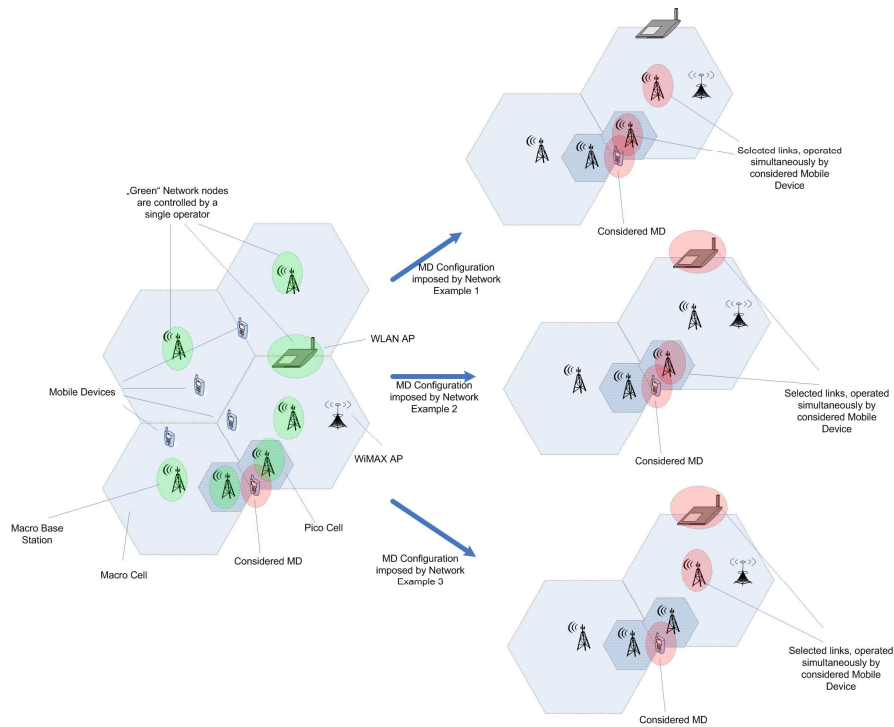 „Green“ Network nodes
are controlled by a
single operator
WLAN AP
Mobile Devices
WiMAX AP
Macro Base
Station
Pico Cell
Macro Cell
Considered MD
MD Configuration
imposed by Network
Example 1
MD Configuration
imposed by Network
Example 2
MD Configuration
imposed by Network
Example 3
Selected links, operated
simultaneously by
considered Mobile
Device
Considered MD
Selected links, operated
simultaneously by
considered Mobile
Device
Considered MD
Selected links, operated
simultaneously by
considered Mobile
Device
Considered MD